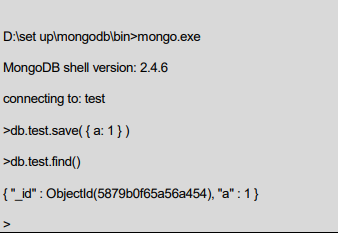 D:\set up\mongodb\bin>mongo.exe
MongoDB shell version: 2.4.6
connecting to: test
>db.test.save( { a: 1 } )
>db.test.find()
{ "_id" : ObjectId(5879b0f65a56a454), "a" : 1 }
>